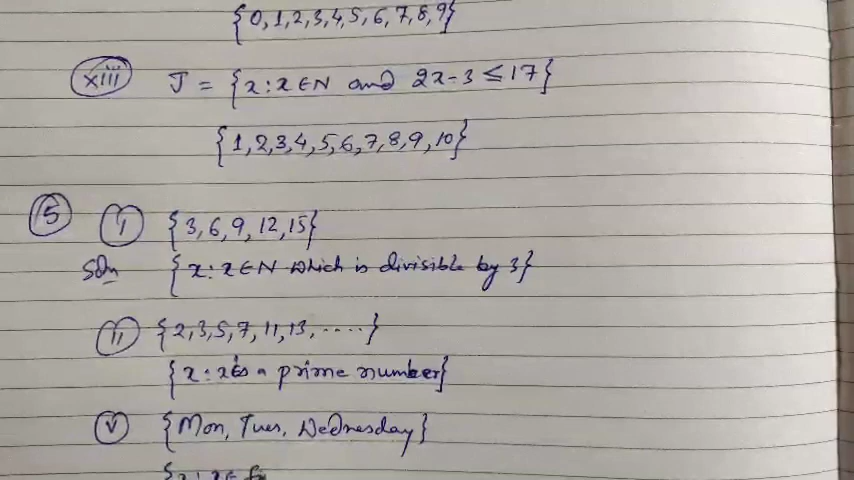 {0,1,2,3,4,5,6,7,8,9}
xiii J = {x : x ∈ N and 2x-3 ≤ 17}
{1,2,3,4,5,6,7,8,9,10}
5 i {3,6,9,12,15}
Soln {x : x ∈ N which is divisible by 3}
ii {2,3,5,7,11,13, .....}
{x : x is a prime number}
v {Mon, Tues, Wednesday}
{x : x ∈